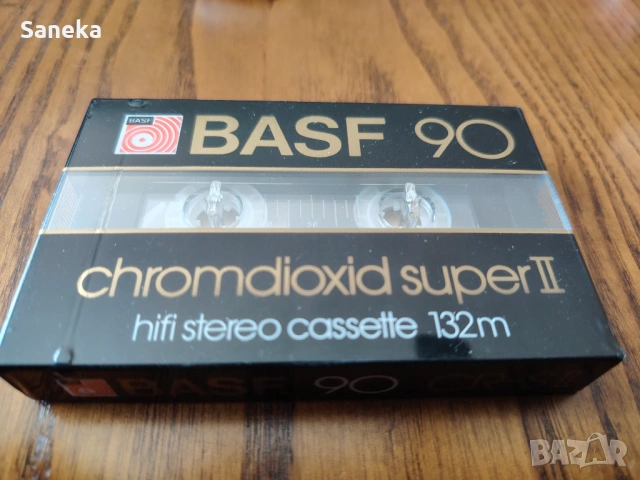 Saneka
BASF
BASF 90
chromdioxid super II
hifi stereo cassette 132m
BASF 90
BAZAR